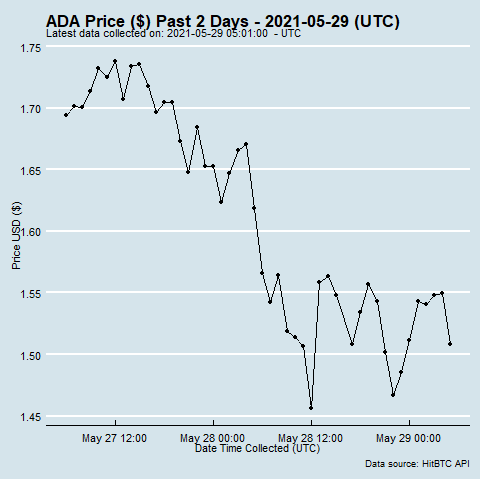 ADA Price ($) Past 2 Days - 2021-05-29 (UTC)
Latest data collected on: 2021-05-29 05:01:00 - UTC
1.75
1.70
1.65
1.60
1.55
1.50
1.45
Price USD ($)
May 27 12:00 May 28 00:00 May 28 12:00 May 29 00:00
Date Time Collected (UTC)
Data source: HitBTC API